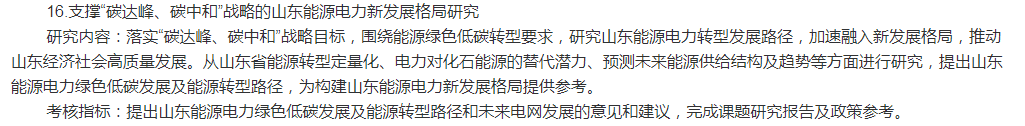 16.支撑“碳达峰、碳中和”战略的山东能源电力新发展格局研究
研究内容：落实“碳达峰、碳中和”战略目标，围绕能源绿色低碳转型要求，研究山东能源电力转型发展路径，加速融入新发展格局，推动
山东经济社会高质量发展。从山东省能源转型定量化、电力对化石能源的替代潜力、预测未来能源供给结构及趋势等方面进行研究，提出山东
能源电力绿色低碳发展及能源转型路径，为构建山东能源电力新发展格局提供参考。
考核指标：提出山东能源电力绿色低碳发展及能源转型路径和未来电网发展的意见和建议，完成课题研究报告及政策参考。